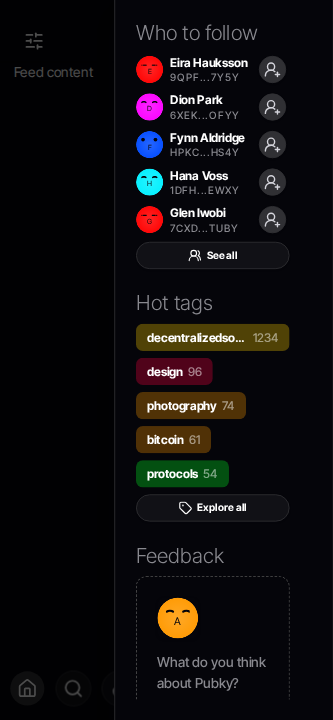 Feed content
Who to follow
E
Eira Hauksson
9QPF...7Y5Y
D
Dion Park
6XEK...OFYY
F
Fynn Aldridge
HPKC...HS4Y
H
Hana Voss
1DFH...EWXY
G
Glen Iwobi
7CXD...TUBY
See all
Hot tags
decentralizedso... 1234
design 96
photography 74
bitcoin 61
protocols 54
Explore all
Feedback
A
What do you think
about Pubky?